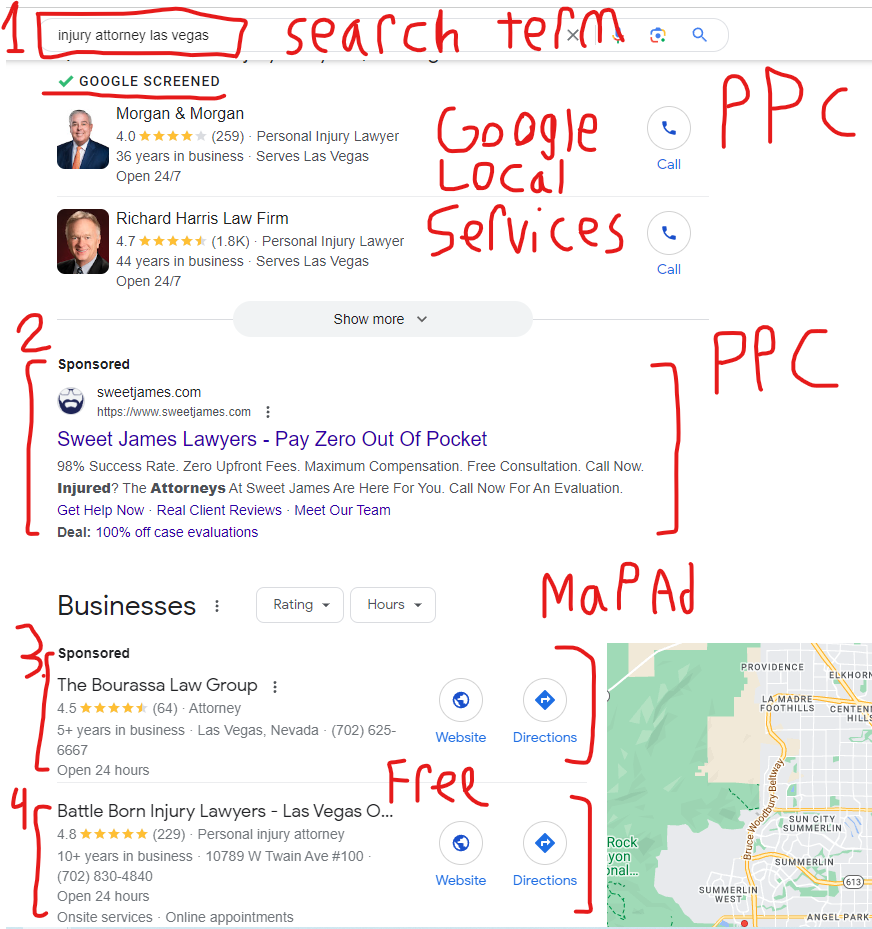 1 injury attorney las vegas search term
GOOGLE SCREENED
PPC
Morgan & Morgan
4.0 (259) · Personal Injury Lawyer
36 years in business · Serves Las Vegas
Open 24/7
Call
Google
Local
Services
Richard Harris Law Firm
4.7 (1.8K) · Personal Injury Lawyer
44 years in business · Serves Las Vegas
Open 24/7
Call
Show more
2
PPC
Sponsored
sweetjames.com
https://www.sweetjames.com
Sweet James Lawyers - Pay Zero Out Of Pocket
98% Success Rate. Zero Upfront Fees. Maximum Compensation. Free Consultation. Call Now.
Injured? The Attorneys At Sweet James Are Here For You. Call Now For An Evaluation.
Get Help Now · Real Client Reviews · Meet Our Team
Deal: 100% off case evaluations
MaP Ad
Businesses
Rating
Hours
3.
Sponsored
The Bourassa Law Group
4.5 (64) · Attorney
5+ years in business · Las Vegas, Nevada · (702) 625-
6667
Open 24 hours
Website
Directions
Free
4
Battle Born Injury Lawyers - Las Vegas O...
4.8 (229) · Personal injury attorney
10+ years in business · 10789 W Twain Ave #100 ·
(702) 830-4840
Open 24 hours
Onsite services · Online appointments
Website
Directions
PROVIDENCE
ELKHORN
LA MADRE
FOOTHILLS
CENTENN
HILLS
Bruce Woodbury Beltway
SUN CITY
SUMMERLIN
Rock
yon
onal...
SUMMERLIN
613
SUMMERLIN
WEST
ANGEL PARK